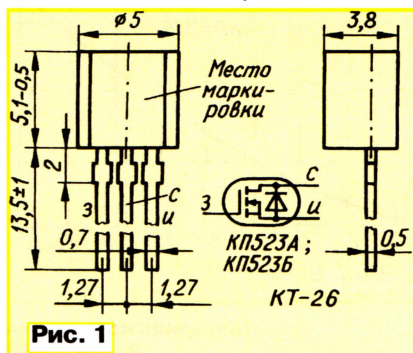 ø5
3,8
5,1-0,5
Место
марки-
ровки
2
13,5±1
з
с
и
0,7
1,27
1,27
з
с
и
КП523А ;
КП523Б
0,5
КТ-26
Рис. 1